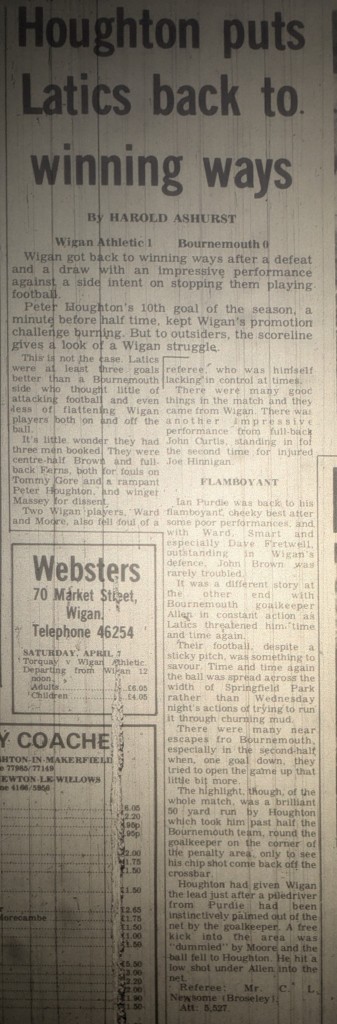 Houghton puts
Latics back to
winning ways
By HAROLD ASHURST
Wigan Athletic 1 Bournemouth 0
Wigan got back to winning ways after a defeat
and a draw with an impressive performance
against a side intent on stopping them playing
football.
Peter Houghton's 10th goal of the season, a
minute before half time, kept Wigan's promotion
challenge burning. But to outsiders, the scoreline
gives a look of a Wigan struggle.
This is not the case. Latics
were at least three goals
better than a Bournemouth
side who thought little of
attacking football and even
less of flattening Wigan
players both on and off the
ball.
It's little wonder they had
three men booked. They were
centre-half Brown and full-
back Ferns, both for fouls on
Tommy Gore and a rampant
Peter Houghton, and winger
Massey for dissent.
Two Wigan players, Ward
and Moore, also fell foul of a
referee, who was himself
lacking in control at times.
There were many good
things in the match and they
came from Wigan. There was
another impressive
performance from full-back
John Curtis, standing in for
the second time for injured
Joe Hinnigan.
FLAMBOYANT
Ian Purdie was back to his
flamboyant, cheeky best after
some poor performances, and,
with Ward, Smart and
especially Dave Fretwell,
outstanding in Wigan's
defence, John Brown was
rarely troubled.
It was a different story at
the other end with
Bournemouth goalkeeper
Allen in constant action as
Latics threatened him time
and time again.
Their football, despite a
sticky pitch, was something to
savour. Time and time again
the ball was spread across the
width of Springfield Park
rather than Wednesday
night's actions of trying to run
it through churning mud.
There were many near
escapes fro Bournemouth,
especially in the second-half
when, one goal down, they
tried to open the game up that
little bit more.
The highlight, though, of the
whole match, was a brilliant
50 yard run by Houghton
which took him past half the
Bournemouth team, round the
goalkeeper on the corner of
the penalty area, only to see
his chip shot come back off the
crossbar.
Houghton had given Wigan
the lead just after a piledriver
from Purdie had been
instinctively palmed out of the
net by the goalkeeper. A free
kick into the area was
"dummied" by Moore and the
ball fell to Houghton. He hit a
low shot under Allen into the
net.
Referee: Mr. C. L.
Newsome (Broseley).
Att: 5,527.
Websters
70 Market Street,
Wigan.
Telephone 46254
SATURDAY, APRIL 7
Torquay v Wigan Athletic.
Departing from Wigan 12
noon.
Adults £6.05
Children £4.05
Y COACHE
HTON-IN-MAKERFIELD
77965/77149
EWTON-LE-WILLOWS